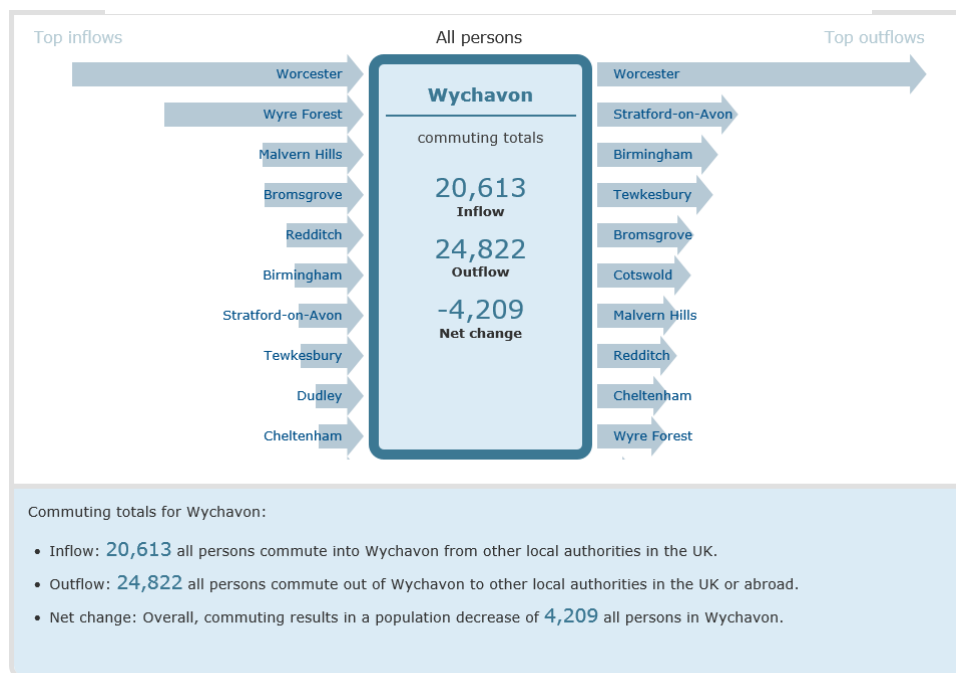 Top inflows
All persons
Top outflows
Worcester
Wyre Forest
Malvern Hills
Bromsgrove
Redditch
Birmingham
Stratford-on-Avon
Tewkesbury
Dudley
Cheltenham
Wychavon
commuting totals
20,613
Inflow
24,822
Outflow
-4,209
Net change
Worcester
Stratford-on-Avon
Birmingham
Tewkesbury
Bromsgrove
Cotswold
Malvern Hills
Redditch
Cheltenham
Wyre Forest
Commuting totals for Wychavon:
• Inflow: 20,613 all persons commute into Wychavon from other local authorities in the UK.
• Outflow: 24,822 all persons commute out of Wychavon to other local authorities in the UK or abroad.
• Net change: Overall, commuting results in a population decrease of 4,209 all persons in Wychavon.